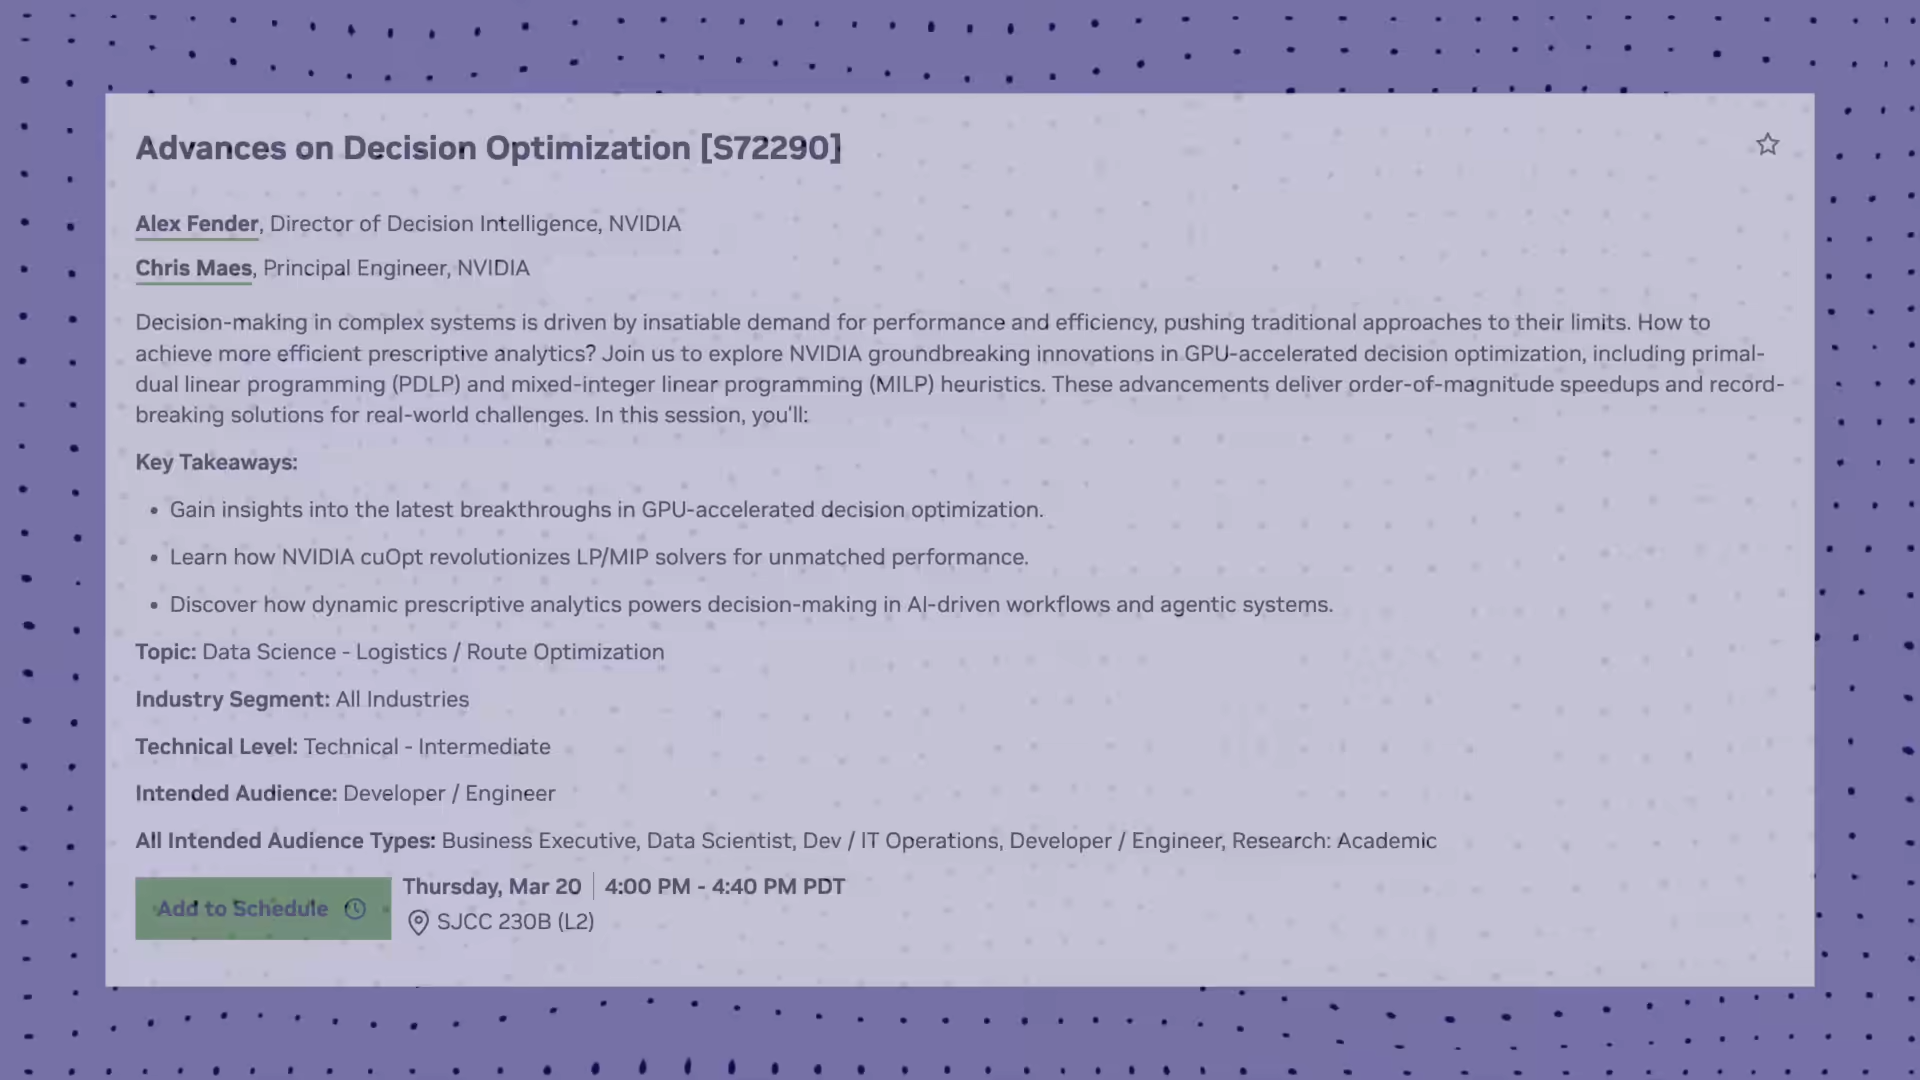 Advances on Decision Optimization [S72290]
Alex Fender, Director of Decision Intelligence, NVIDIA
Chris Maes, Principal Engineer, NVIDIA
Decision-making in complex systems is driven by insatiable demand for performance and efficiency, pushing traditional approaches to their limits. How to
achieve more efficient prescriptive analytics? Join us to explore NVIDIA groundbreaking innovations in GPU-accelerated decision optimization, including primal-
dual linear programming (PDLP) and mixed-integer linear programming (MILP) heuristics. These advancements deliver order-of-magnitude speedups and record-
breaking solutions for real-world challenges. In this session, you'll:
Key Takeaways:
• Gain insights into the latest breakthroughs in GPU-accelerated decision optimization.
• Learn how NVIDIA cuOpt revolutionizes LP/MIP solvers for unmatched performance.
• Discover how dynamic prescriptive analytics powers decision-making in AI-driven workflows and agentic systems.
Topic: Data Science - Logistics / Route Optimization
Industry Segment: All Industries
Technical Level: Technical - Intermediate
Intended Audience: Developer / Engineer
All Intended Audience Types: Business Executive, Data Scientist, Dev / IT Operations, Developer / Engineer, Research: Academic
Add to Schedule
Thursday, Mar 20 | 4:00 PM - 4:40 PM PDT
SJCC 230B (L2)